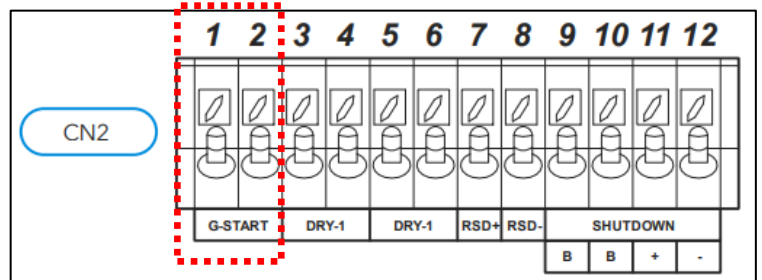 1 2 3 4 5 6 7 8 9 10 11 12
CN2
G-START DRY-1 DRY-1 RSD+ RSD- SHUTDOWN
B B + -